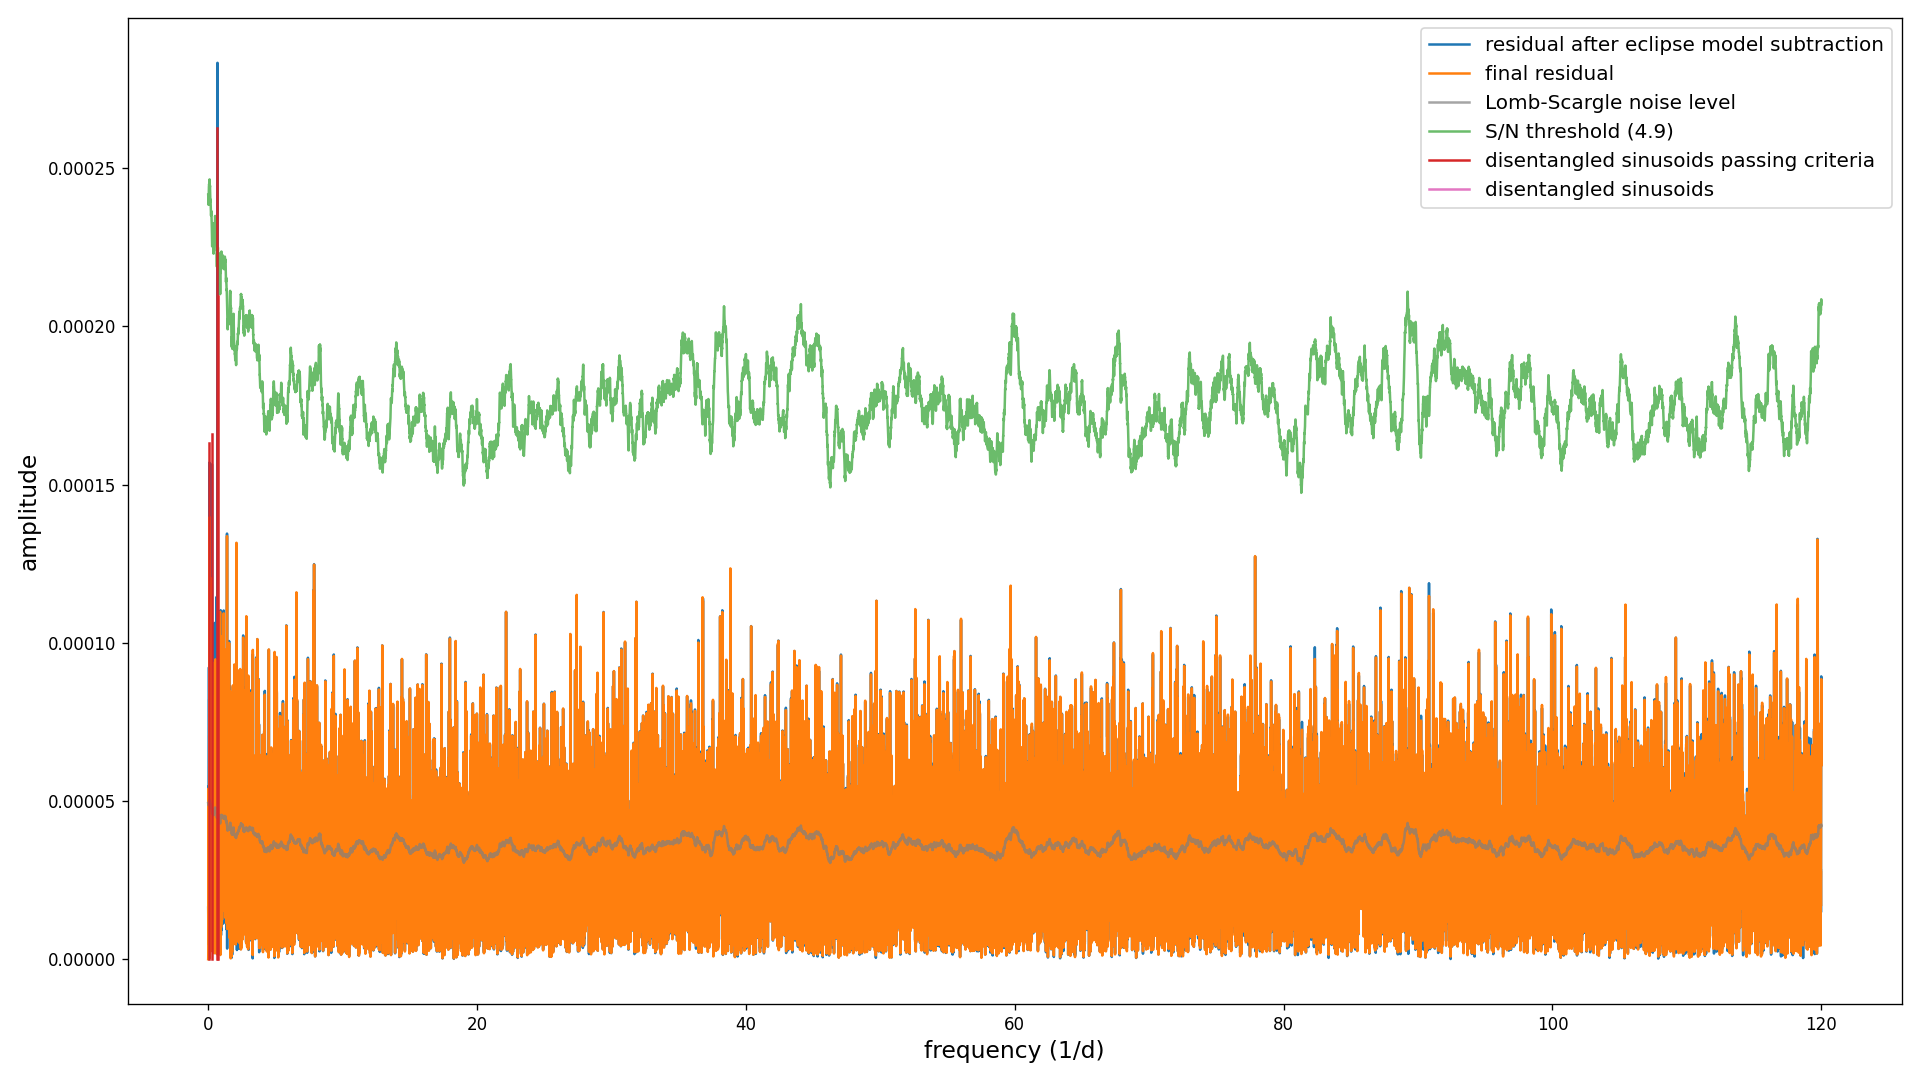 residual after eclipse model subtraction
final residual
Lomb-Scargle noise level
S/N threshold (4.9)
disentangled sinusoids passing criteria
disentangled sinusoids
amplitude
0.00025
0.00020
0.00015
0.00010
0.00005
0.00000
0 20 40 60 80 100 120
frequency (1/d)